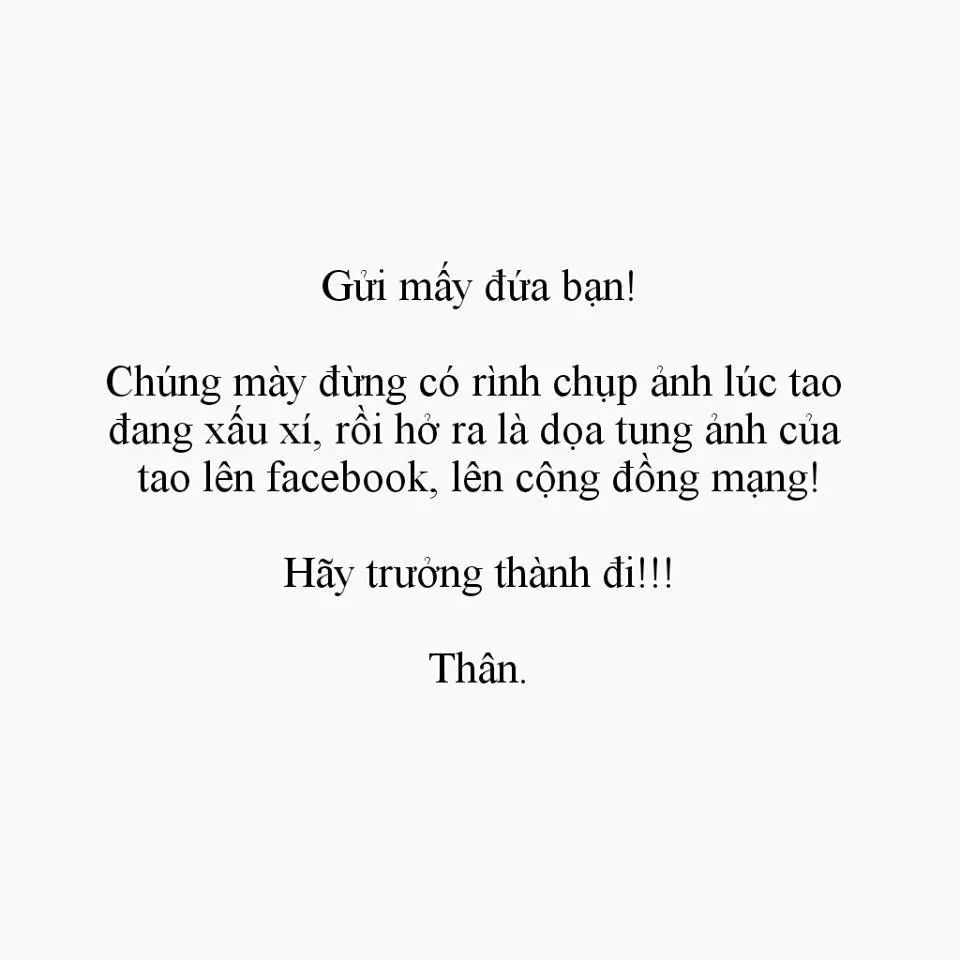 Gửi mấy đứa bạn!
Chúng mày đừng có rình chụp ảnh lúc tao
đang xấu xí, rồi hở ra là dọa tung ảnh của
tao lên facebook, lên cộng đồng mạng!
Hãy trưởng thành đi!!!
Thân.